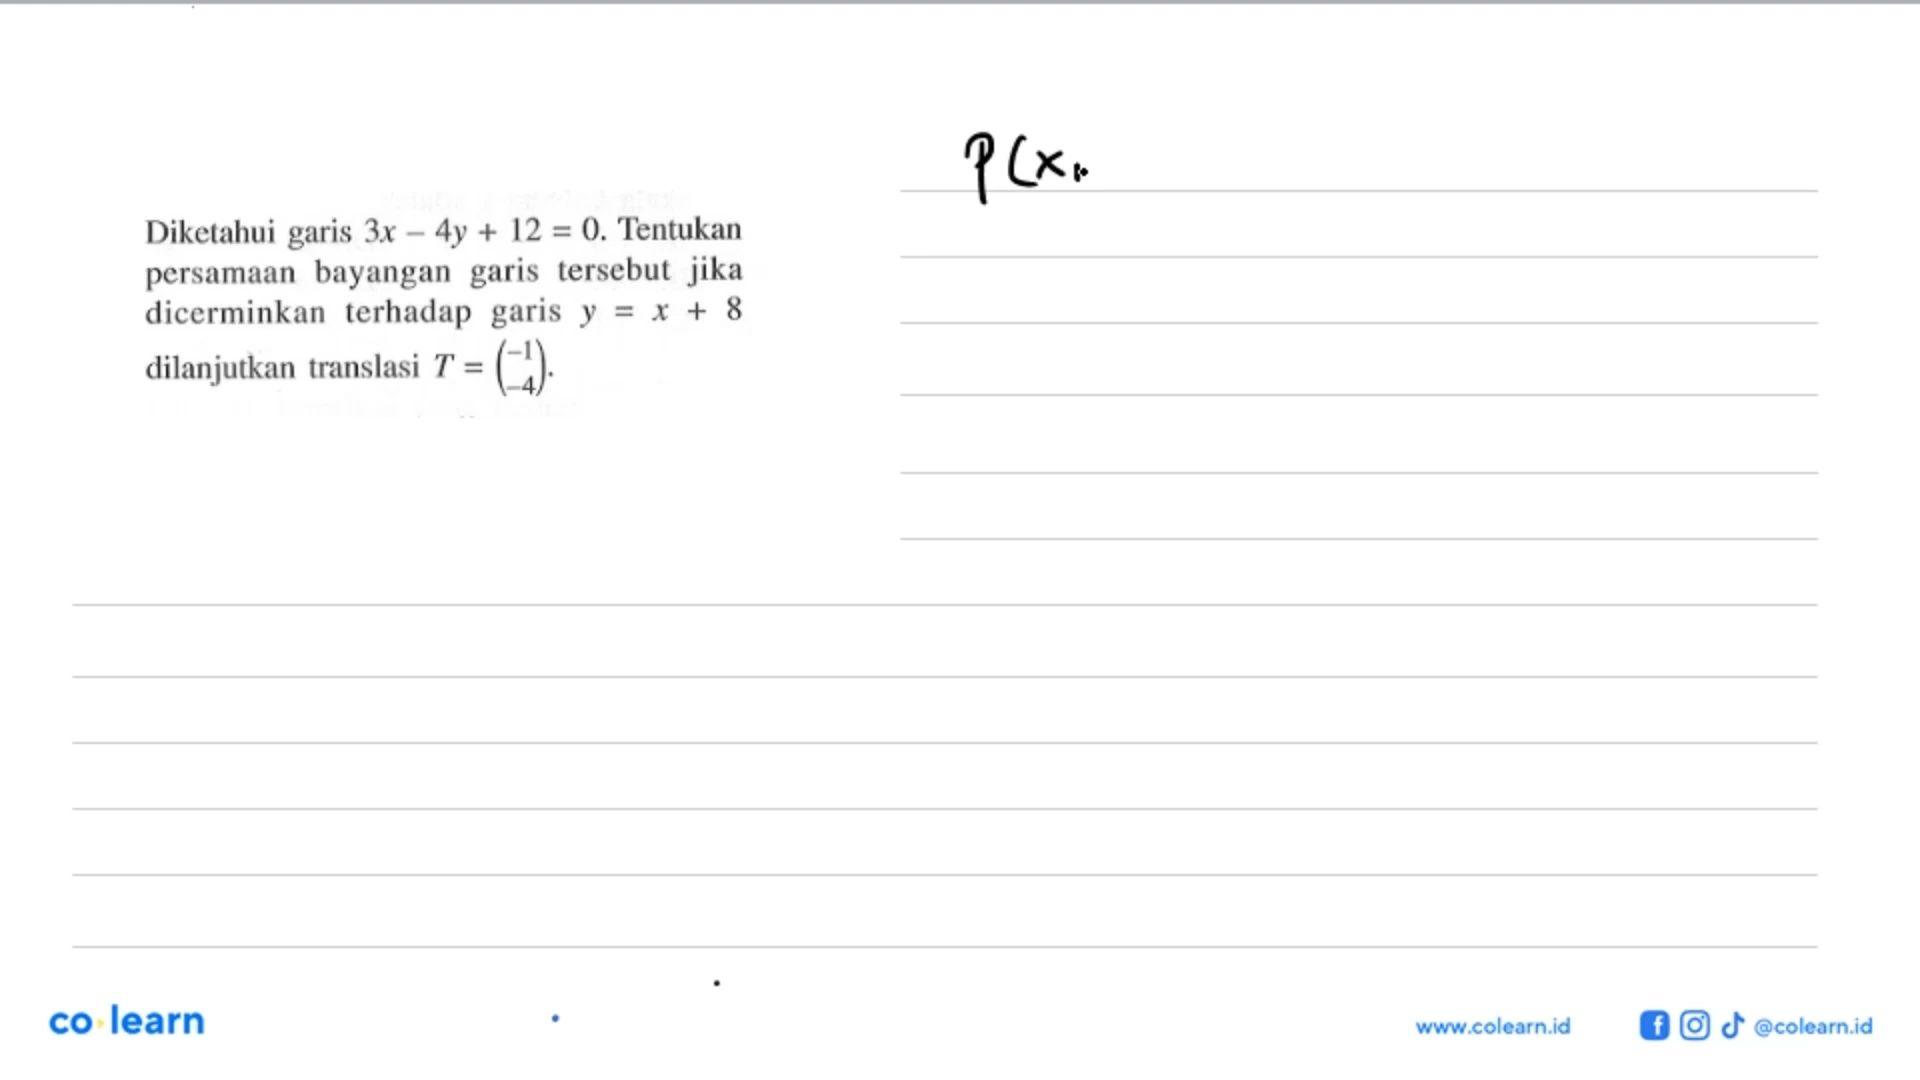 P(x,
Diketahui garis 3x – 4y + 12 = 0. Tentukan
persamaan bayangan garis tersebut jika
dicerminkan terhadap garis y = x + 8
dilanjutkan translasi T = (–1 –4).
co learn
www.colearn.id
@colearn.id